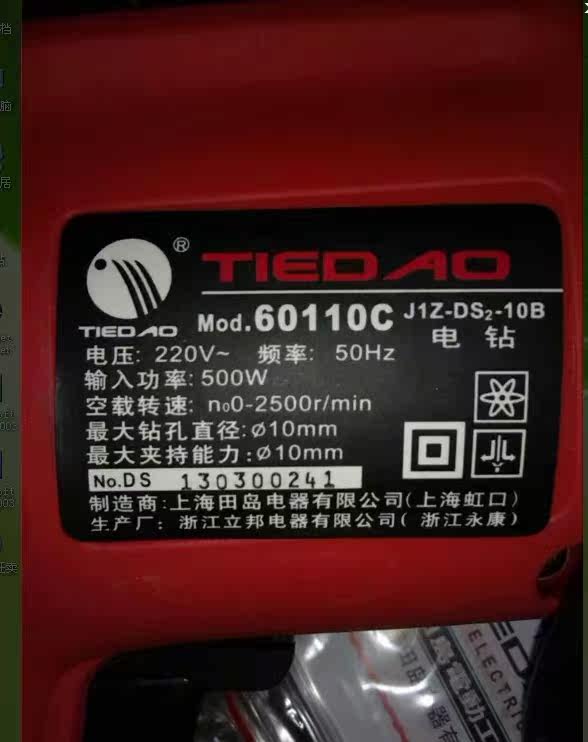 ®
TIEDAO
TIEDAO
Mod.60110C J1Z-DS₂-10B
电钻
电压: 220V~ 频率: 50Hz
输入功率: 500W
空载转速: n₀0-2500r/min
最大钻孔直径:ø10mm
最大夹持能力:ø10mm
No.DS 130300241
制造商:上海田岛电器有限公司(上海虹口)
生产厂: 浙江立邦电器有限公司( 浙江永康)
ELECTRIC